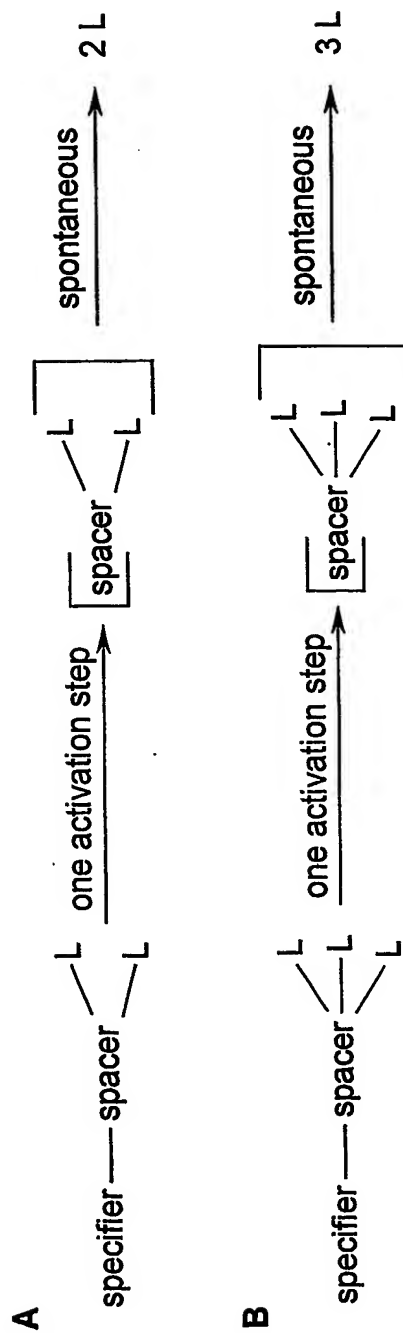 A
specifier — spacer
L
L
one activation step
spacer
L
L
spontaneous
2 L
B
specifier — spacer
L
L
L
one activation step
spacer
L
L
L
spontaneous
3 L